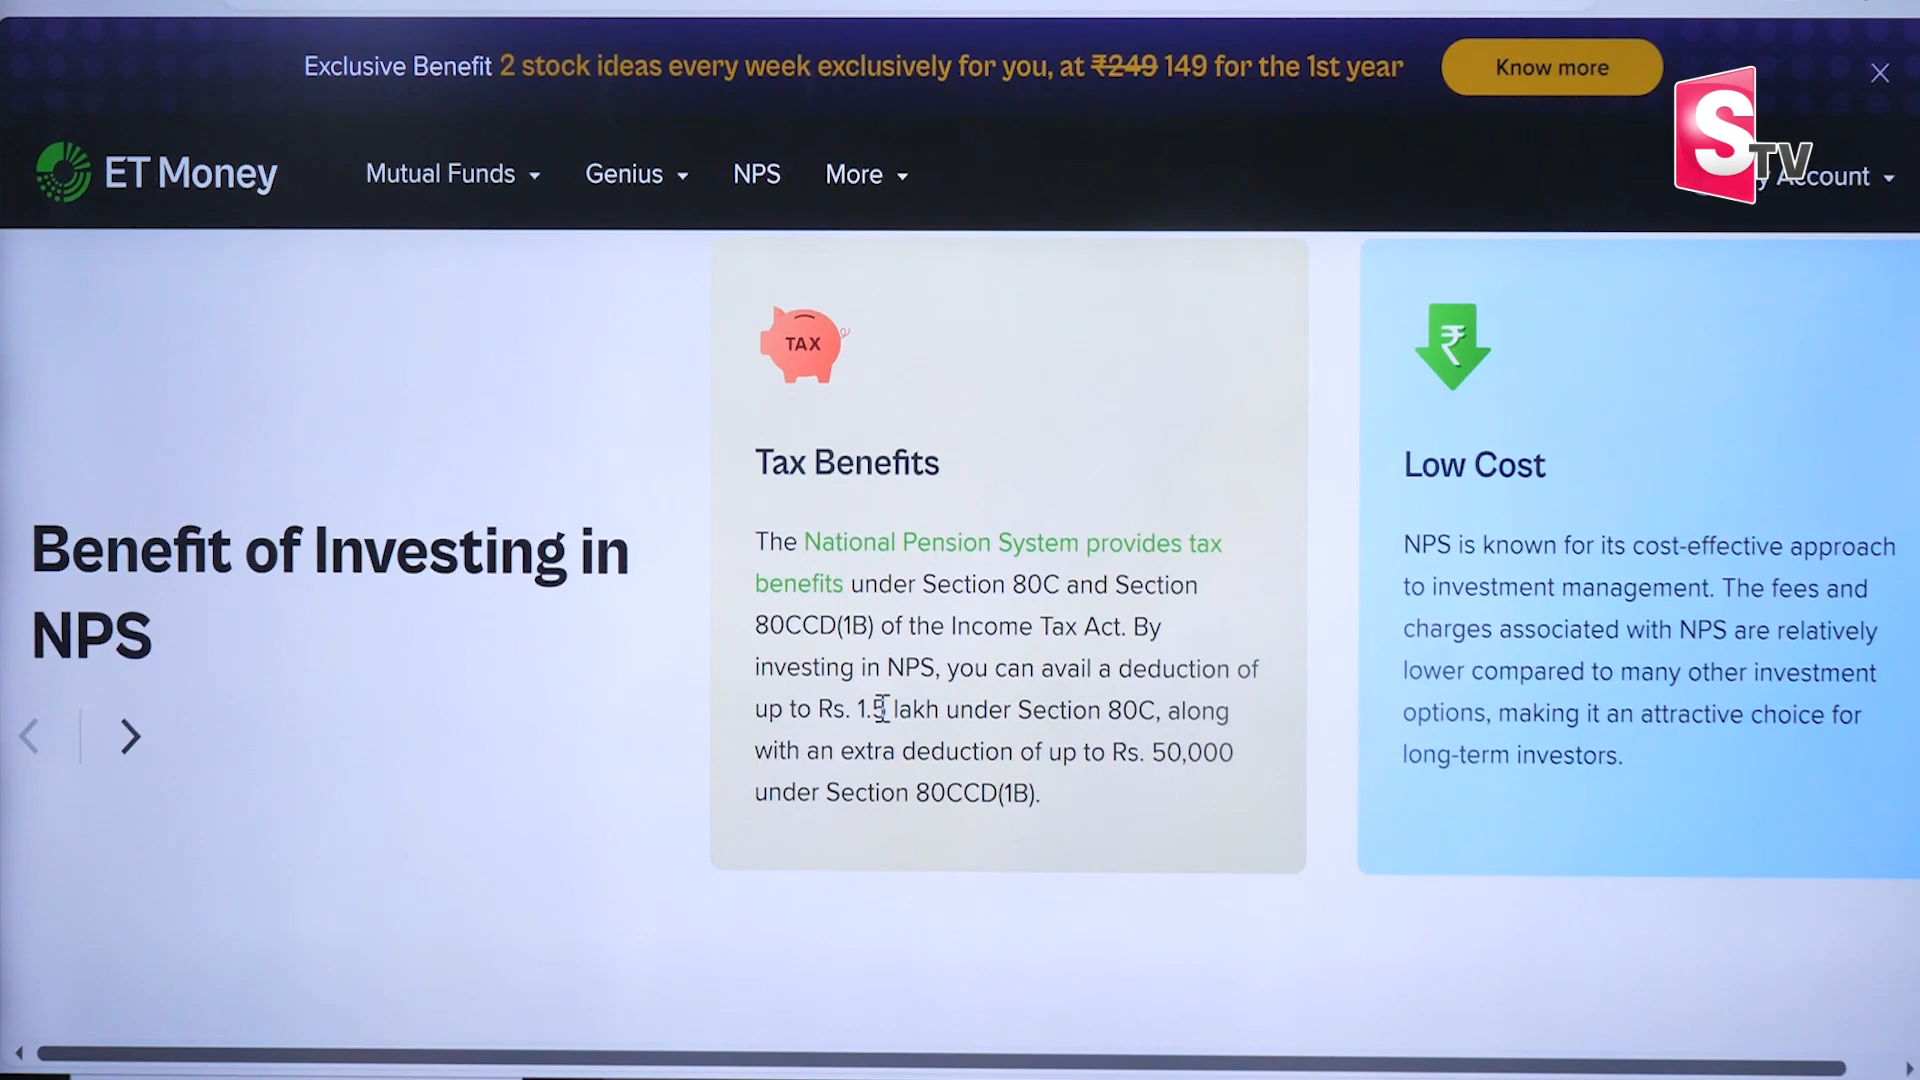 Exclusive Benefit 2 stock ideas every week exclusively for you, at ₹249 149 for the 1st year
Know more
STV
ET Money
Mutual Funds
Genius
NPS
More
Account
TAX
₹
Benefit of Investing in
NPS
Tax Benefits
The National Pension System provides tax
benefits under Section 80C and Section
80CCD(1B) of the Income Tax Act. By
investing in NPS, you can avail a deduction of
up to Rs. 1.5 lakh under Section 80C, along
with an extra deduction of up to Rs. 50,000
under Section 80CCD(1B).
Low Cost
NPS is known for its cost-effective approach
to investment management. The fees and
charges associated with NPS are relatively
lower compared to many other investment
options, making it an attractive choice for
long-term investors.